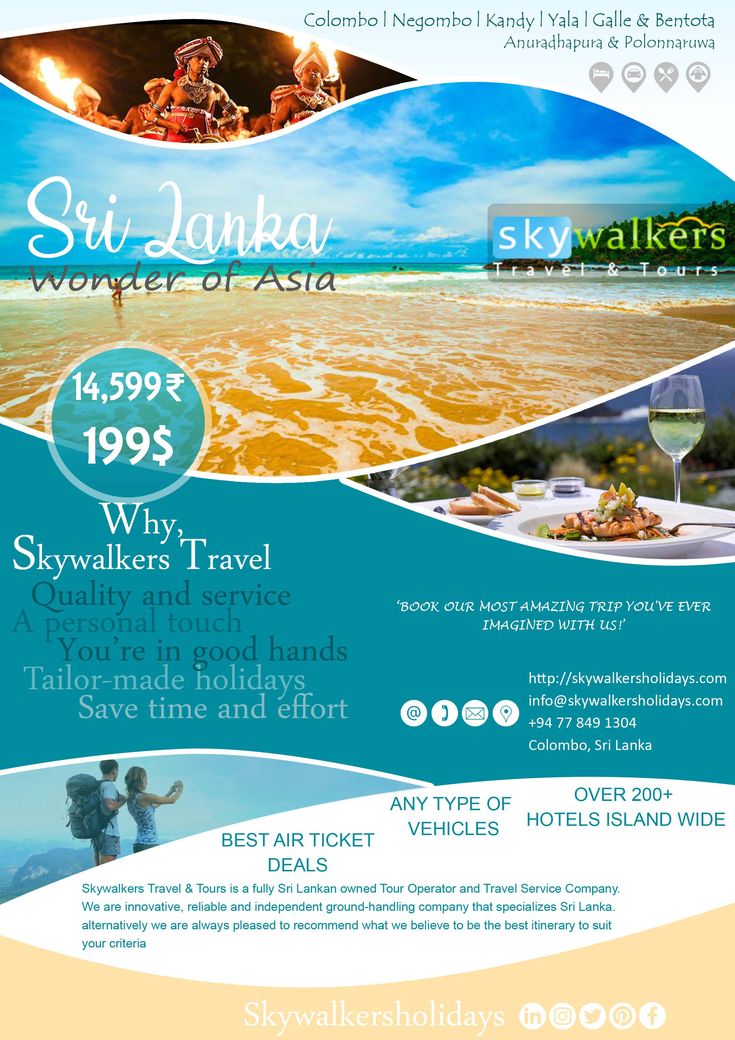 Colombo | Negombo | Kandy | Yala | Galle & Bentota
Anuradhapura & Polonnaruwa
Sri Lanka
Wonder of Asia
skywalkers
Travel & Tours
14,599₹
199$
Why,
Skywalkers Travel
Quality and service
A personal touch
You're in good hands
Tailor-made holidays
Save time and effort
‘BOOK OUR MOST AMAZING TRIP YOU'VE EVER
IMAGINED WITH US!’
http://skywalkersholidays.com
info@skywalkersholidays.com
+94 77 849 1304
Colombo, Sri Lanka
BEST AIR TICKET
DEALS
ANY TYPE OF
VEHICLES
OVER 200+
HOTELS ISLAND WIDE
Skywalkers Travel & Tours is a fully Sri Lankan owned Tour Operator and Travel Service Company.
We are innovative, reliable and independent ground-handling company that specializes Sri Lanka.
alternatively we are always pleased to recommend what we believe to be the best itinerary to suit
your criteria
Skywalkersholidays